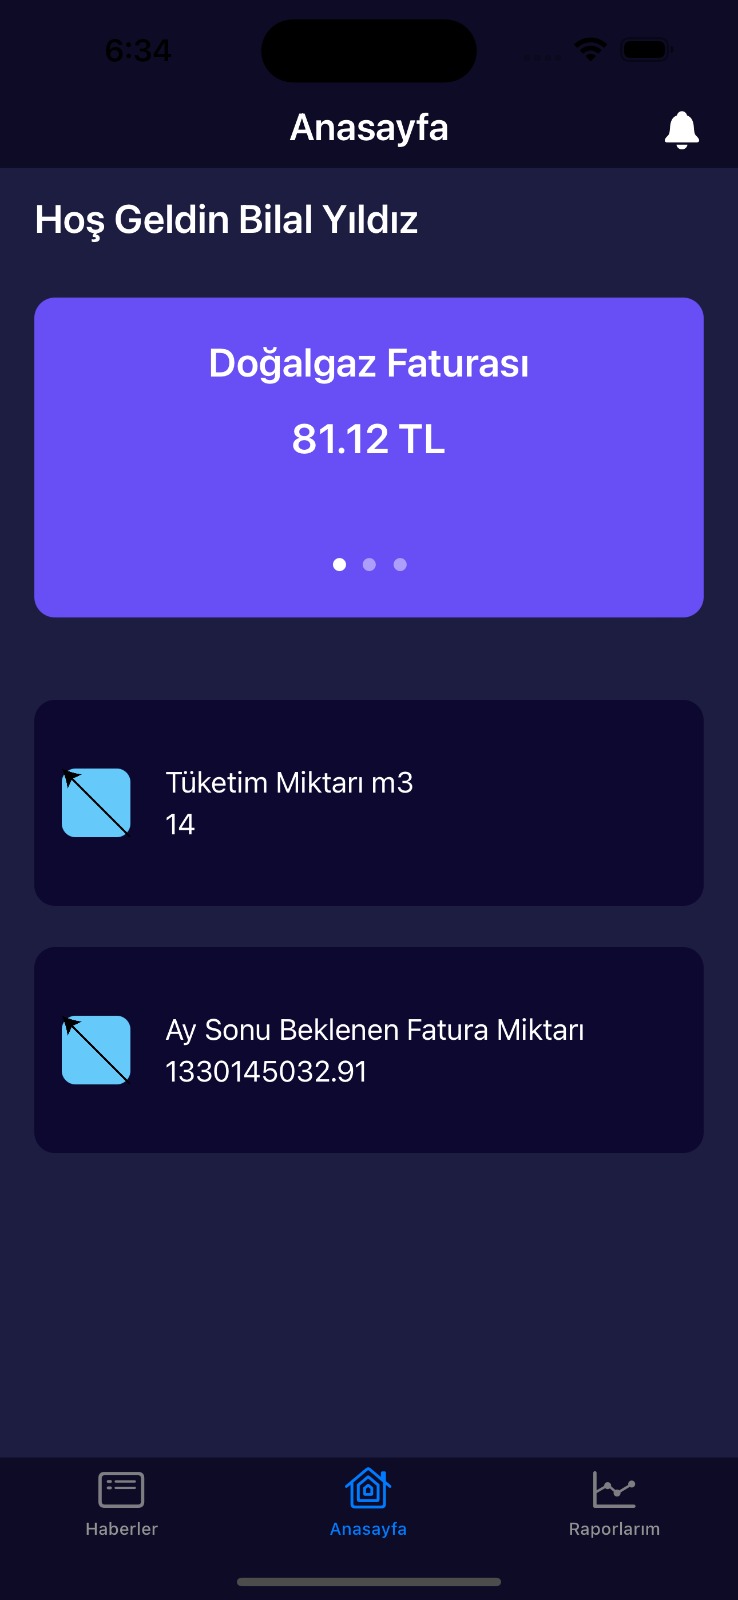 6:34
Anasayfa
Hoş Geldin Bilal Yıldız
Doğalgaz Faturası
81.12 TL
Tüketim Miktarı m3
14
Ay Sonu Beklenen Fatura Miktarı
1330145032.91
Haberler
Anasayfa
Raporlarım